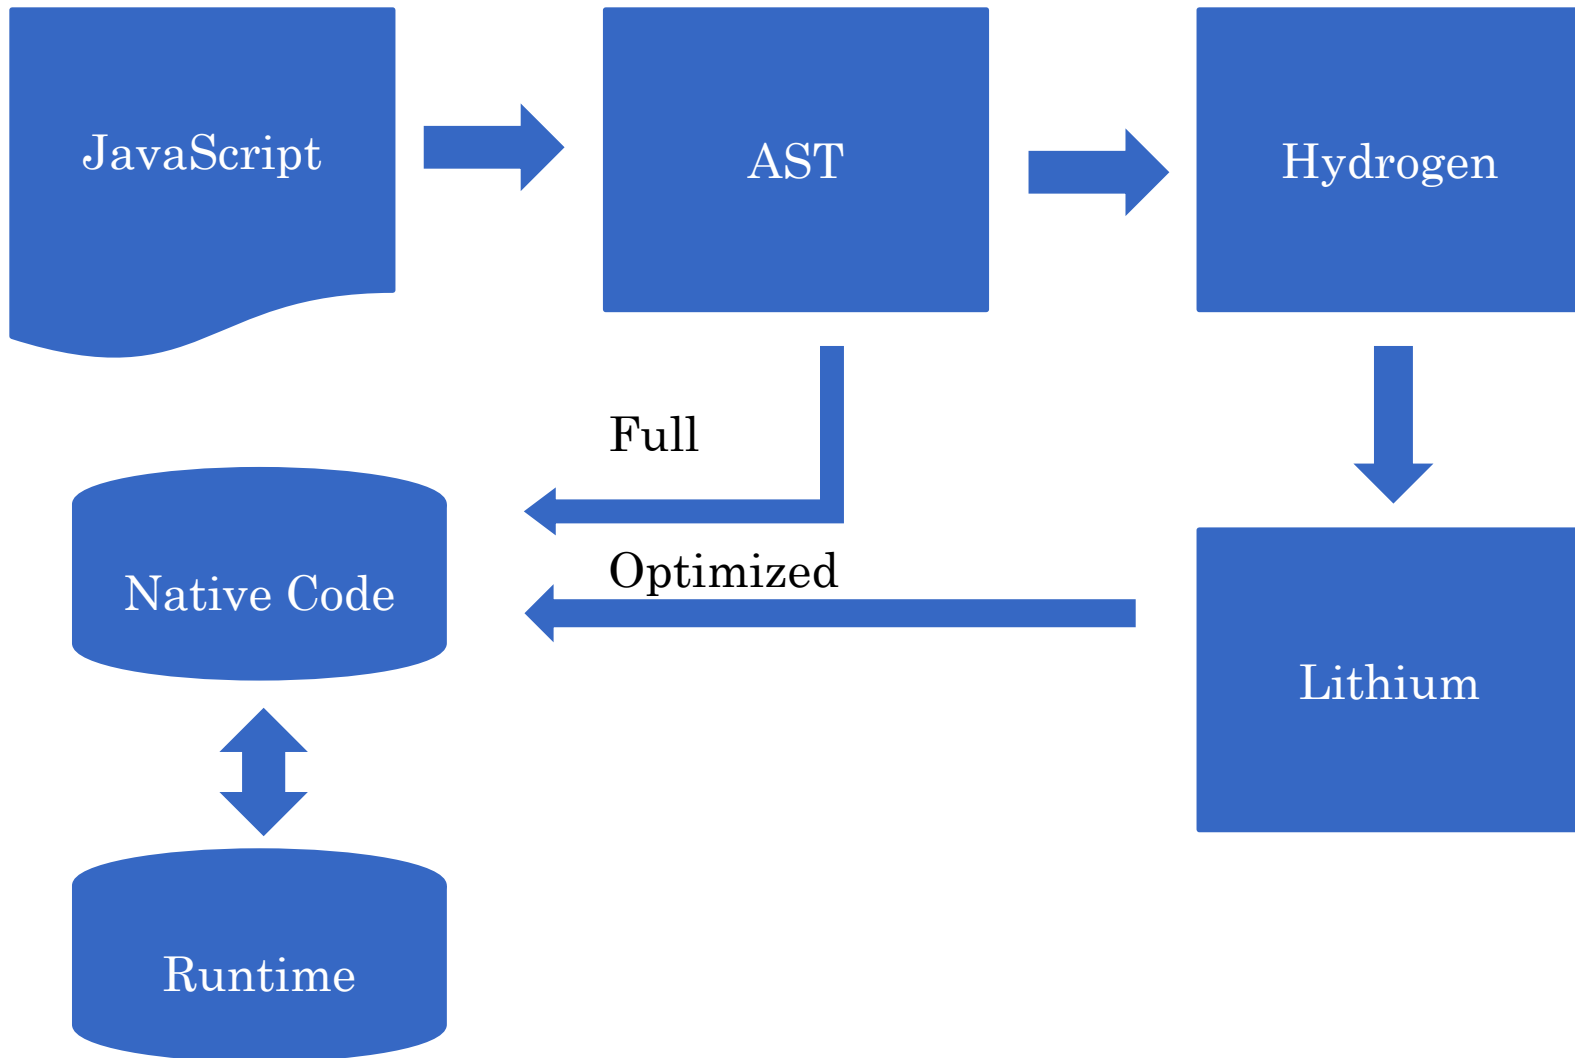 JavaScript
AST
Hydrogen
Full
Optimized
Native Code
Lithium
Runtime